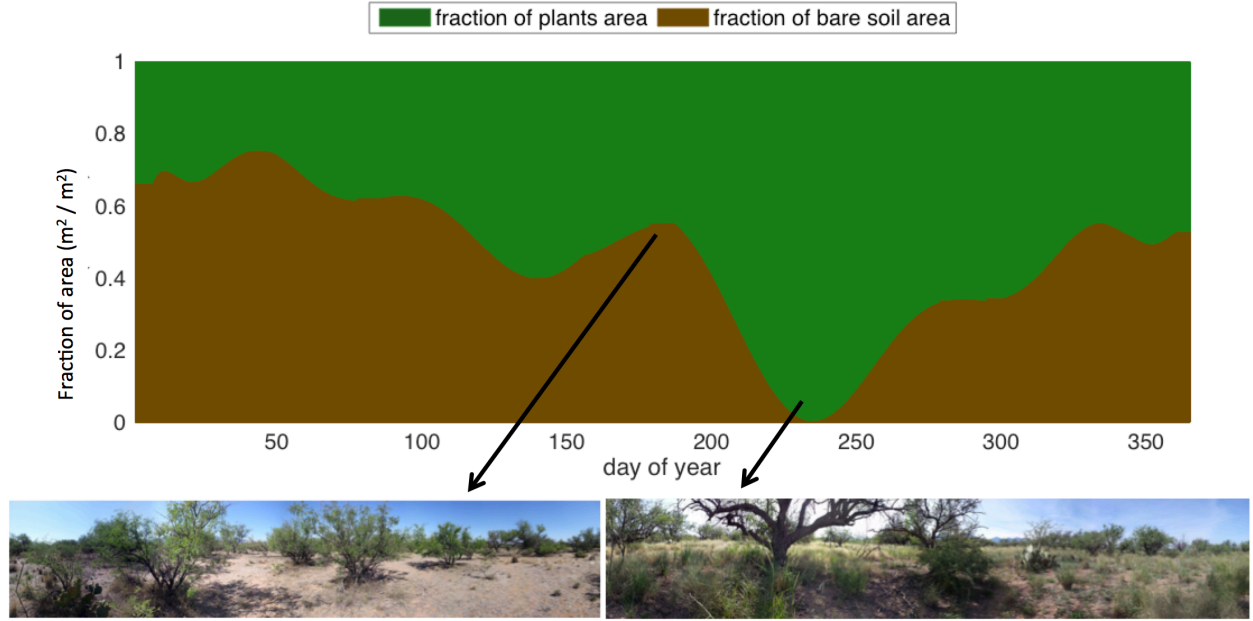 fraction of plants area fraction of bare soil area
1
0.8
0.6
0.4
0.2
0
Fraction of area (m² / m²)
50 100 150 200 250 300 350
day of year